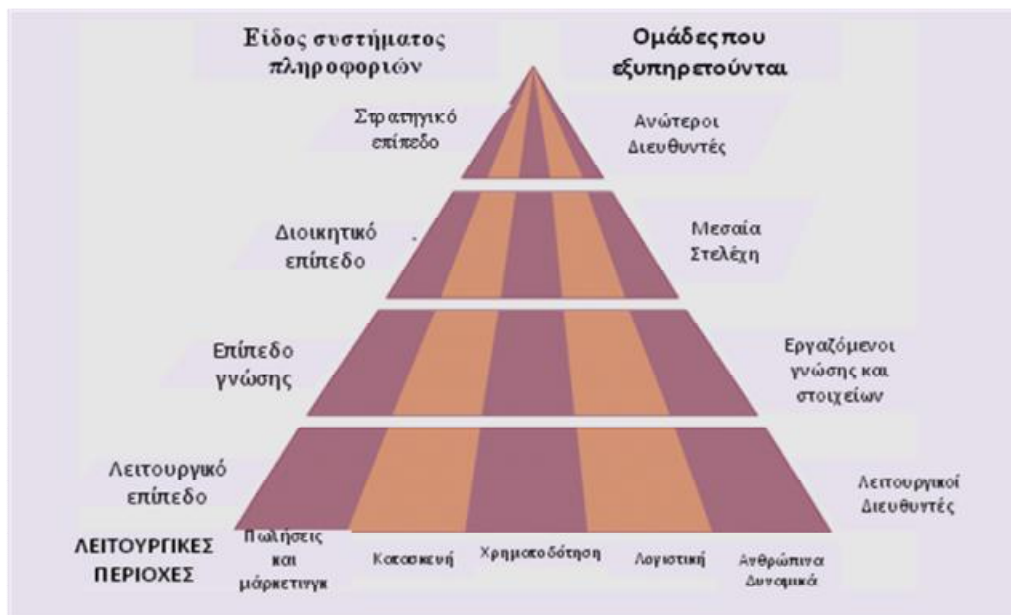 Είδος συστήματος
πληροφοριών
Ομάδες που
εξυπηρετούνται
Στρατηγικό
επίπεδο
Ανώτεροι
Διευθυντές
Διοικητικό
επίπεδο
Μεσαία
Στελέχη
Επίπεδο
γνώσης
Εργαζόμενοι
γνώσης και
στοιχείων
Λειτουργικό
επίπεδο
Λειτουργικοί
Διευθυντές
ΛΕΙΤΟΥΡΓΙΚΕΣ
ΠΕΡΙΟΧΕΣ
Πωλήσεις
και
μάρκετινγκ
Κατασκευή
Χρηματοδότηση
Λογιστική
Ανθρώπινα
Δυναμικά